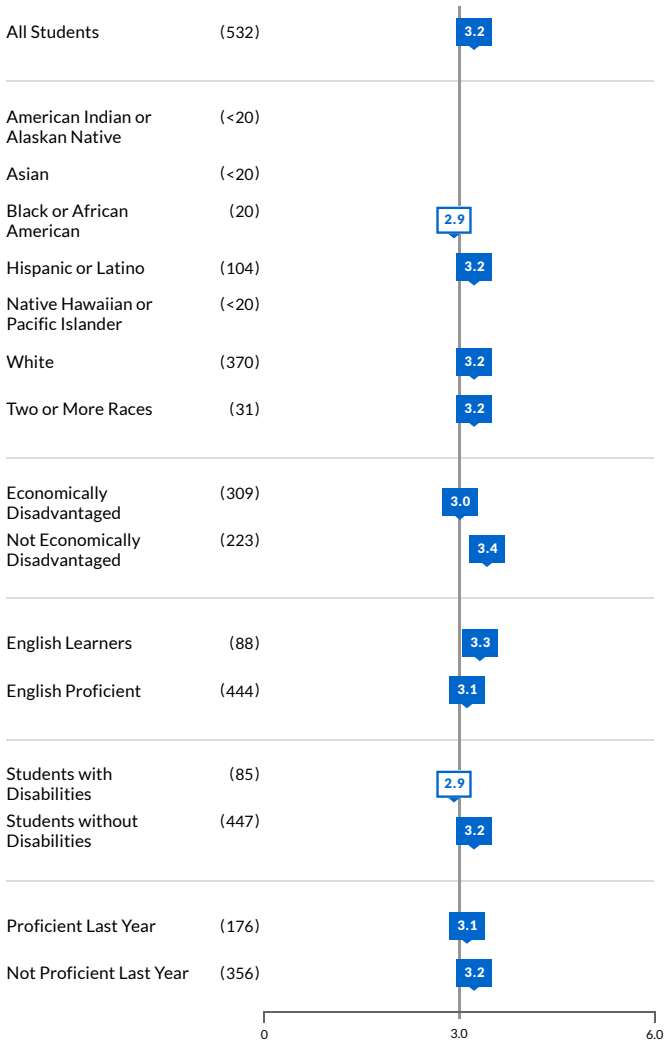 All Students (532) 3.2
American Indian or (<20)
Alaskan Native
Asian (<20)
Black or African (20) 2.9
American
Hispanic or Latino (104) 3.2
Native Hawaiian or (<20)
Pacific Islander
White (370) 3.2
Two or More Races (31) 3.2
Economically (309) 3.0
Disadvantaged
Not Economically (223) 3.4
Disadvantaged
English Learners (88) 3.3
English Proficient (444) 3.1
Students with (85) 2.9
Disabilities
Students without (447) 3.2
Disabilities
Proficient Last Year (176) 3.1
Not Proficient Last Year (356) 3.2
0 3.0 6.0